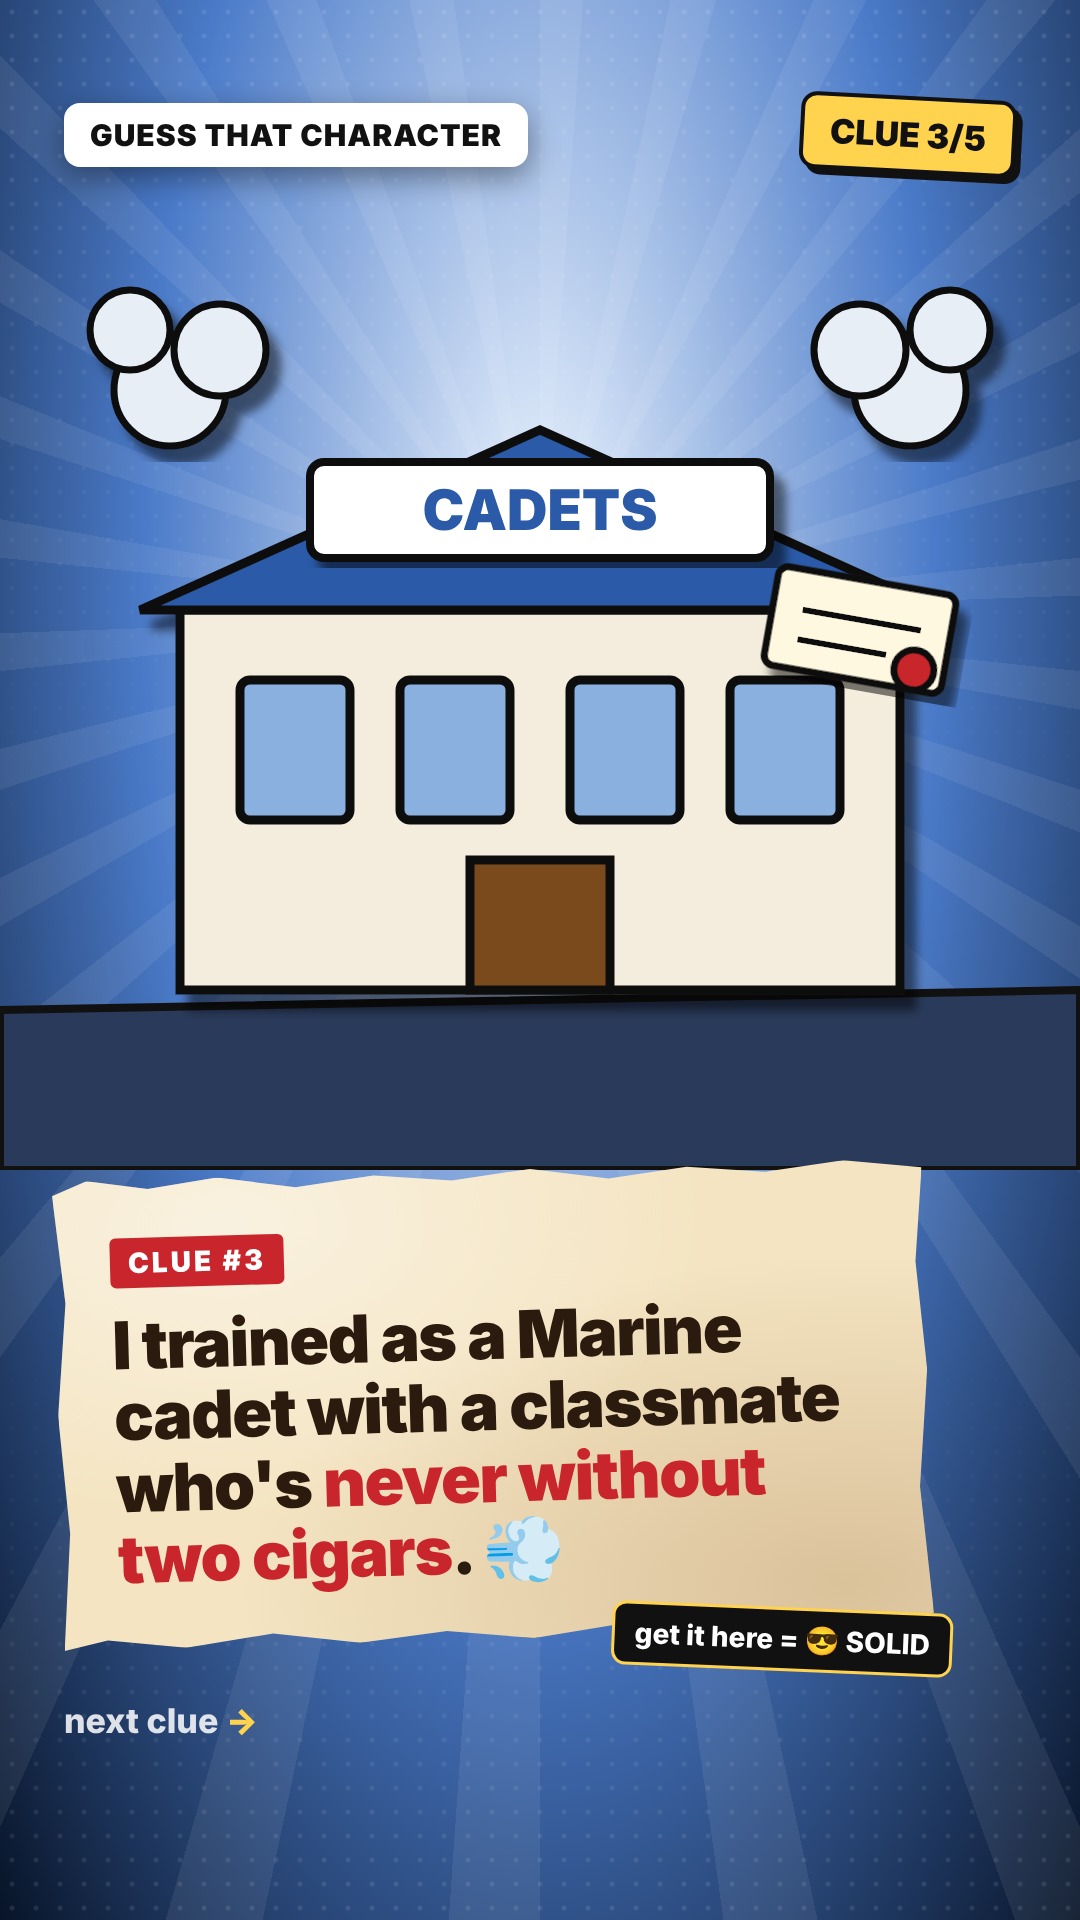 GUESS THAT CHARACTER
CLUE 3/5
CADETS
CLUE #3
I trained as a Marine
cadet with a classmate
who's never without
two cigars. 💨
get it here = 😎 SOLID
next clue →